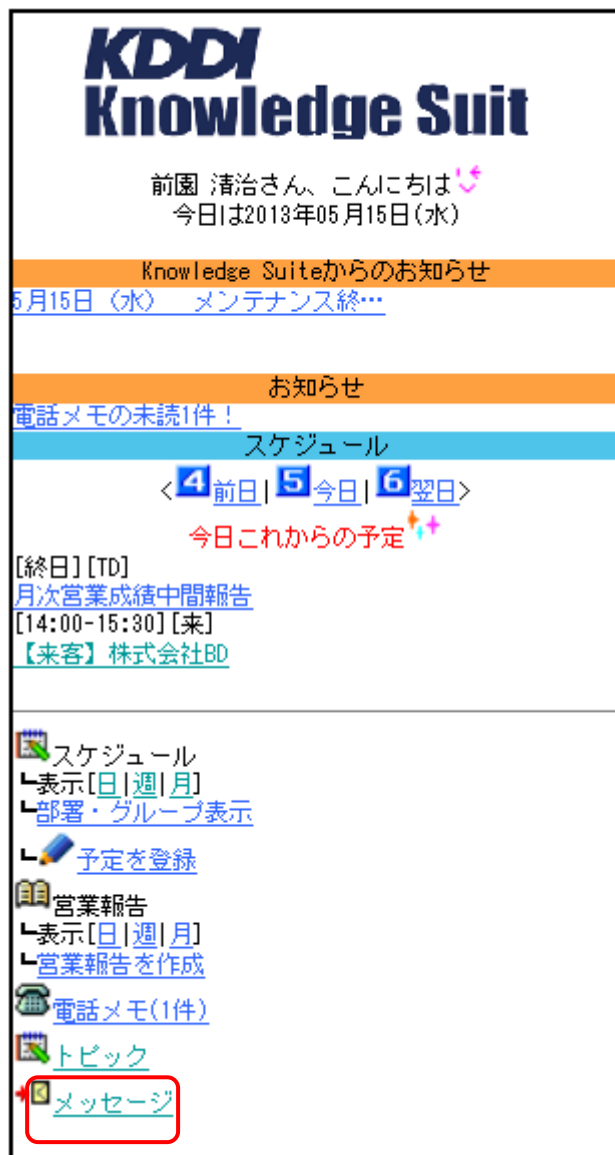 KDDI
Knowledge Suit
前園 清治さん、こんにちは
今日は2013年05月15日(水)
Knowledge Suiteからのお知らせ
5月15日（水）　メンテナンス終…
お知らせ
電話メモの未読1件！
スケジュール
<4前日|5今日|6翌日>
今日これからの予定
[終日][TD]
月次営業成績中間報告
[14:00-15:30][来]
【来客】株式会社BD
スケジュール
┗表示[日|週|月]
┗部署・グループ表示
┗予定を登録
営業報告
┗表示[日|週|月]
┗営業報告を作成
電話メモ(1件)
トピック
メッセージ